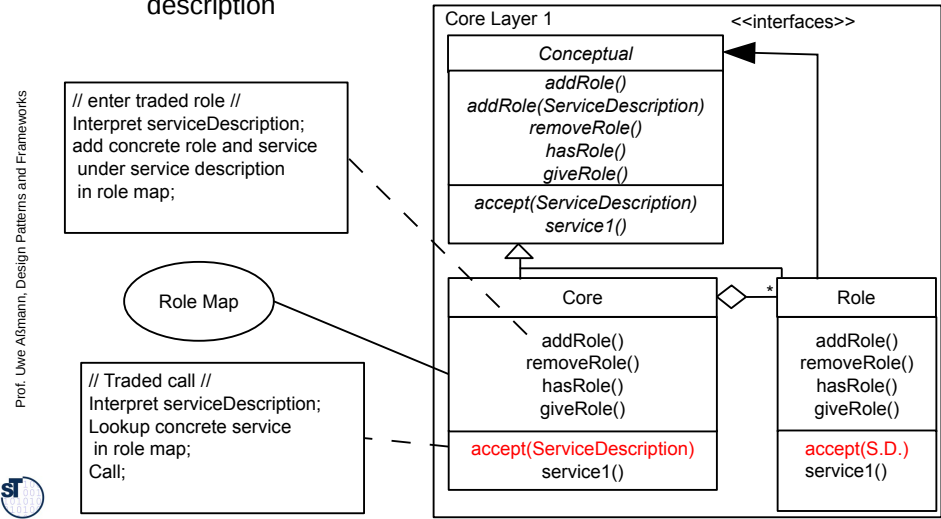 description
Prof. Uwe Aßmann, Design Patterns and Frameworks
// enter traded role //
Interpret serviceDescription;
add concrete role and service
under service description
in role map;
Role Map
// Traded call //
Interpret serviceDescription;
Lookup concrete service
in role map;
Call;
Core Layer 1
<<interfaces>>
Conceptual
addRole()
addRole(ServiceDescription)
removeRole()
hasRole()
giveRole()
accept(ServiceDescription)
service1()
Core
addRole()
removeRole()
hasRole()
giveRole()
accept(ServiceDescription)
service1()
*
Role
addRole()
removeRole()
hasRole()
giveRole()
accept(S.D.)
service1()
ST